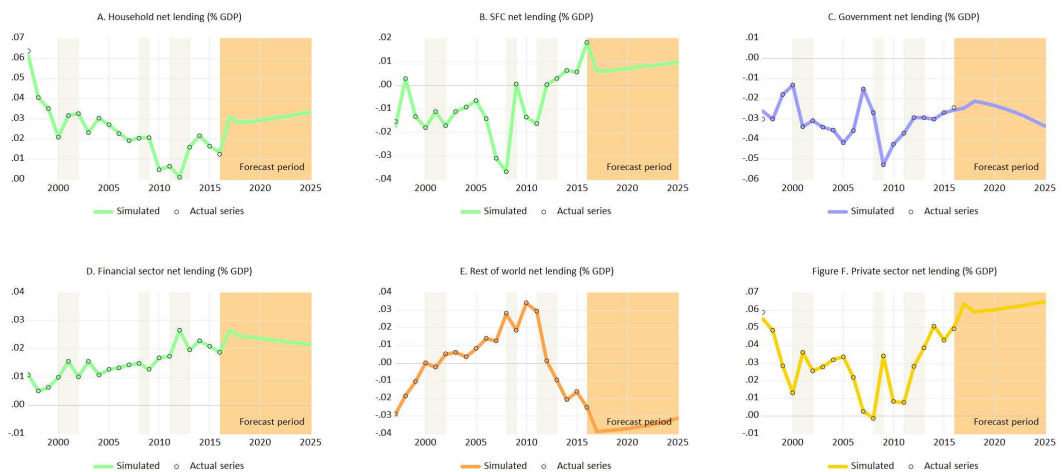 A. Household net lending (% GDP)
.07
.06
.05
.04
.03
.02
.01
.00
2000 2005 2010 2015 2020 2025
Forecast period
Simulated Actual series
B. SFC net lending (% GDP)
.02
.01
-.00
-.01
-.02
-.03
-.04
2000 2005 2010 2015 2020 2025
Forecast period
Simulated Actual series
C. Government net lending (% GDP)
.01
-.00
-.01
-.02
-.03
-.04
-.05
-.06
2000 2005 2010 2015 2020 2025
Forecast period
Simulated Actual series
D. Financial sector net lending (% GDP)
.04
.03
.02
.01
.00
-.01
2000 2005 2010 2015 2020 2025
Forecast period
Simulated Actual series
E. Rest of world net lending (% GDP)
.04
.03
.02
.01
.00
-.01
-.02
-.03
-.04
2000 2005 2010 2015 2020 2025
Forecast period
Simulated Actual series
Figure F. Private sector net lending (% GDP)
.07
.06
.05
.04
.03
.02
.01
.00
-.01
2000 2005 2010 2015 2020 2025
Forecast period
Simulated Actual series